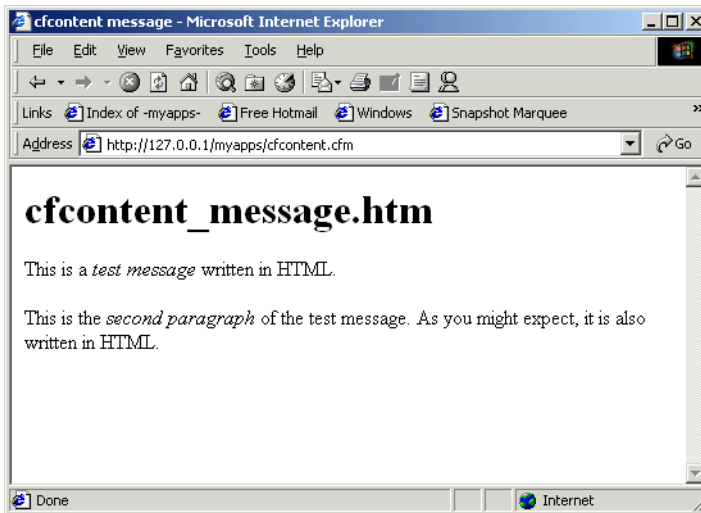 cfcontent message - Microsoft Internet Explorer
File Edit View Favorites Tools Help
Links Index of -myapps- Free Hotmail Windows Snapshot Marquee »
Address http://127.0.0.1/myapps/cfcontent.cfm Go
cfcontent_message.htm
This is a test message written in HTML.
This is the second paragraph of the test message. As you might expect, it is also
written in HTML.
Done Internet